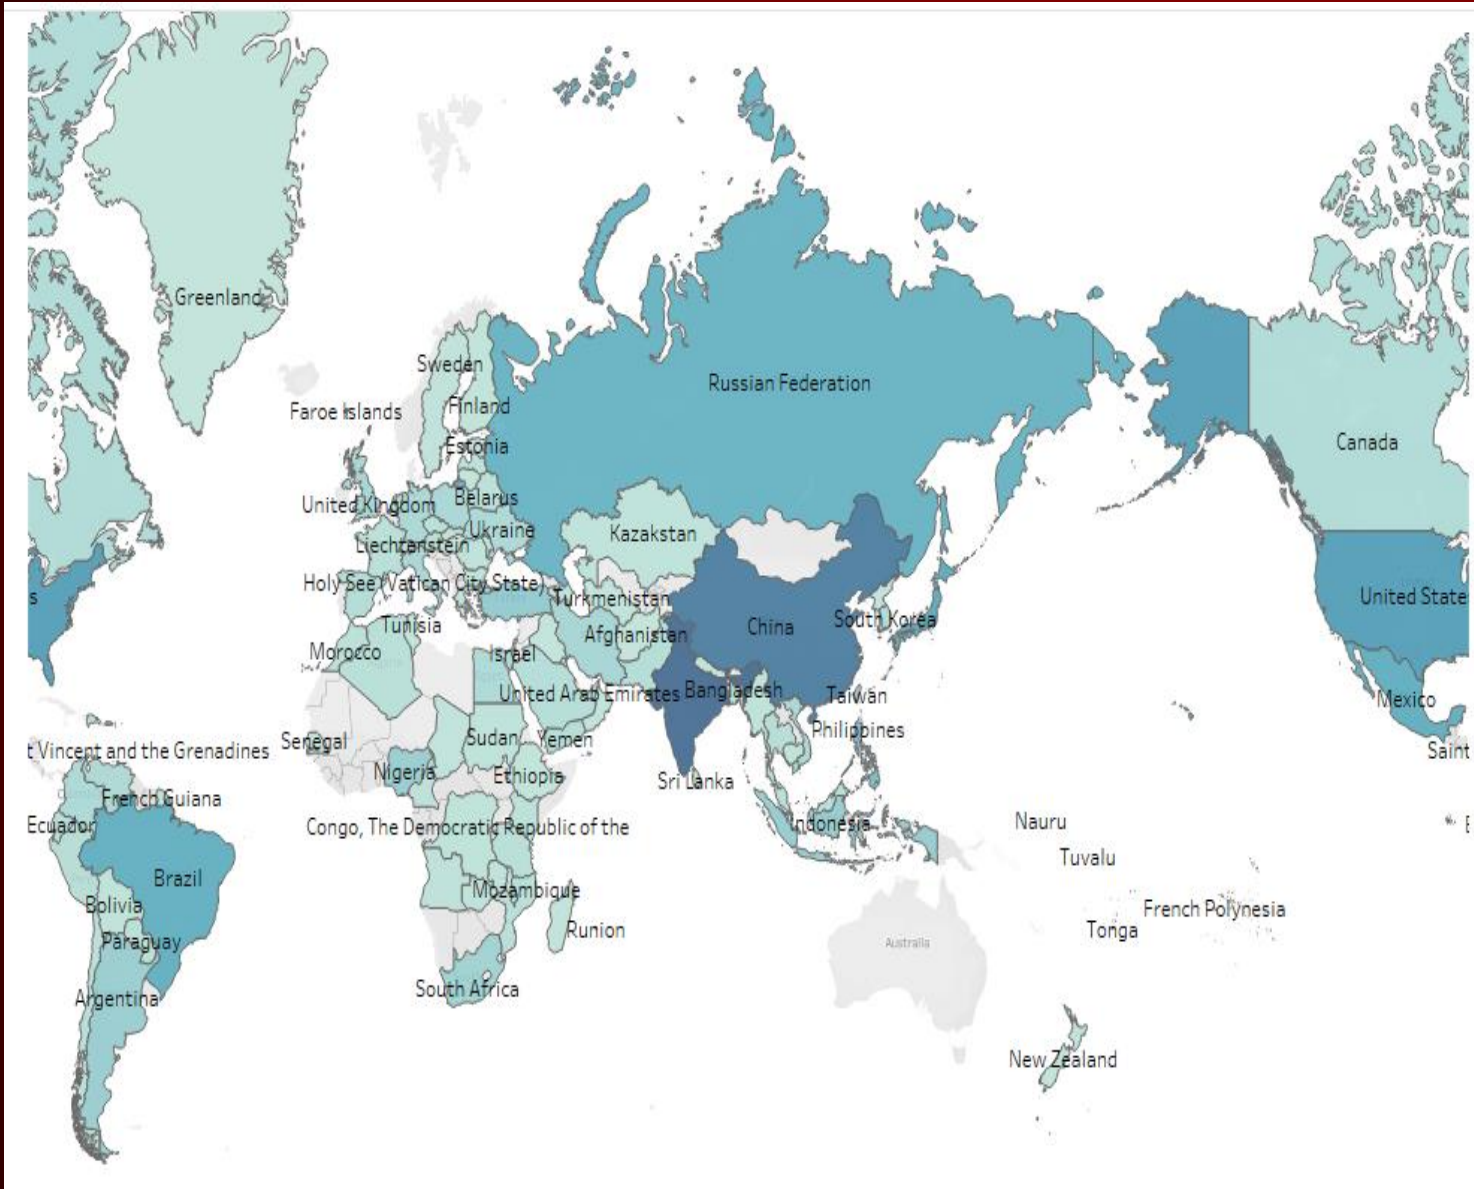 Greenland
Sweden
Russian Federation
Faroe Islands
Finland
Canada
Estonia
United Kingdom
Belarus
Ukraine
Kazakstan
Liechtenstein
Holy See (Vatican City State)
Turkmenistan
s
United State
Tunisia
South Korea
China
Afghanistan
Morocco
Israel
United Arab Emirates
Bangladesh
Taiwan
Mexico
Philippines
Senegal
Sudan
Yemen
t Vincent and the Grenadines
Saint
Nigeria
Ethiopia
Sri Lanka
French Guiana
Ecuador
Congo, The Democratic Republic of the
Indonesia
Nauru
Tuvalu
Brazil
Mozambique
Bolivia
French Polynesia
Runion
Tonga
Paraguay
Australia
South Africa
Argentina
New Zealand